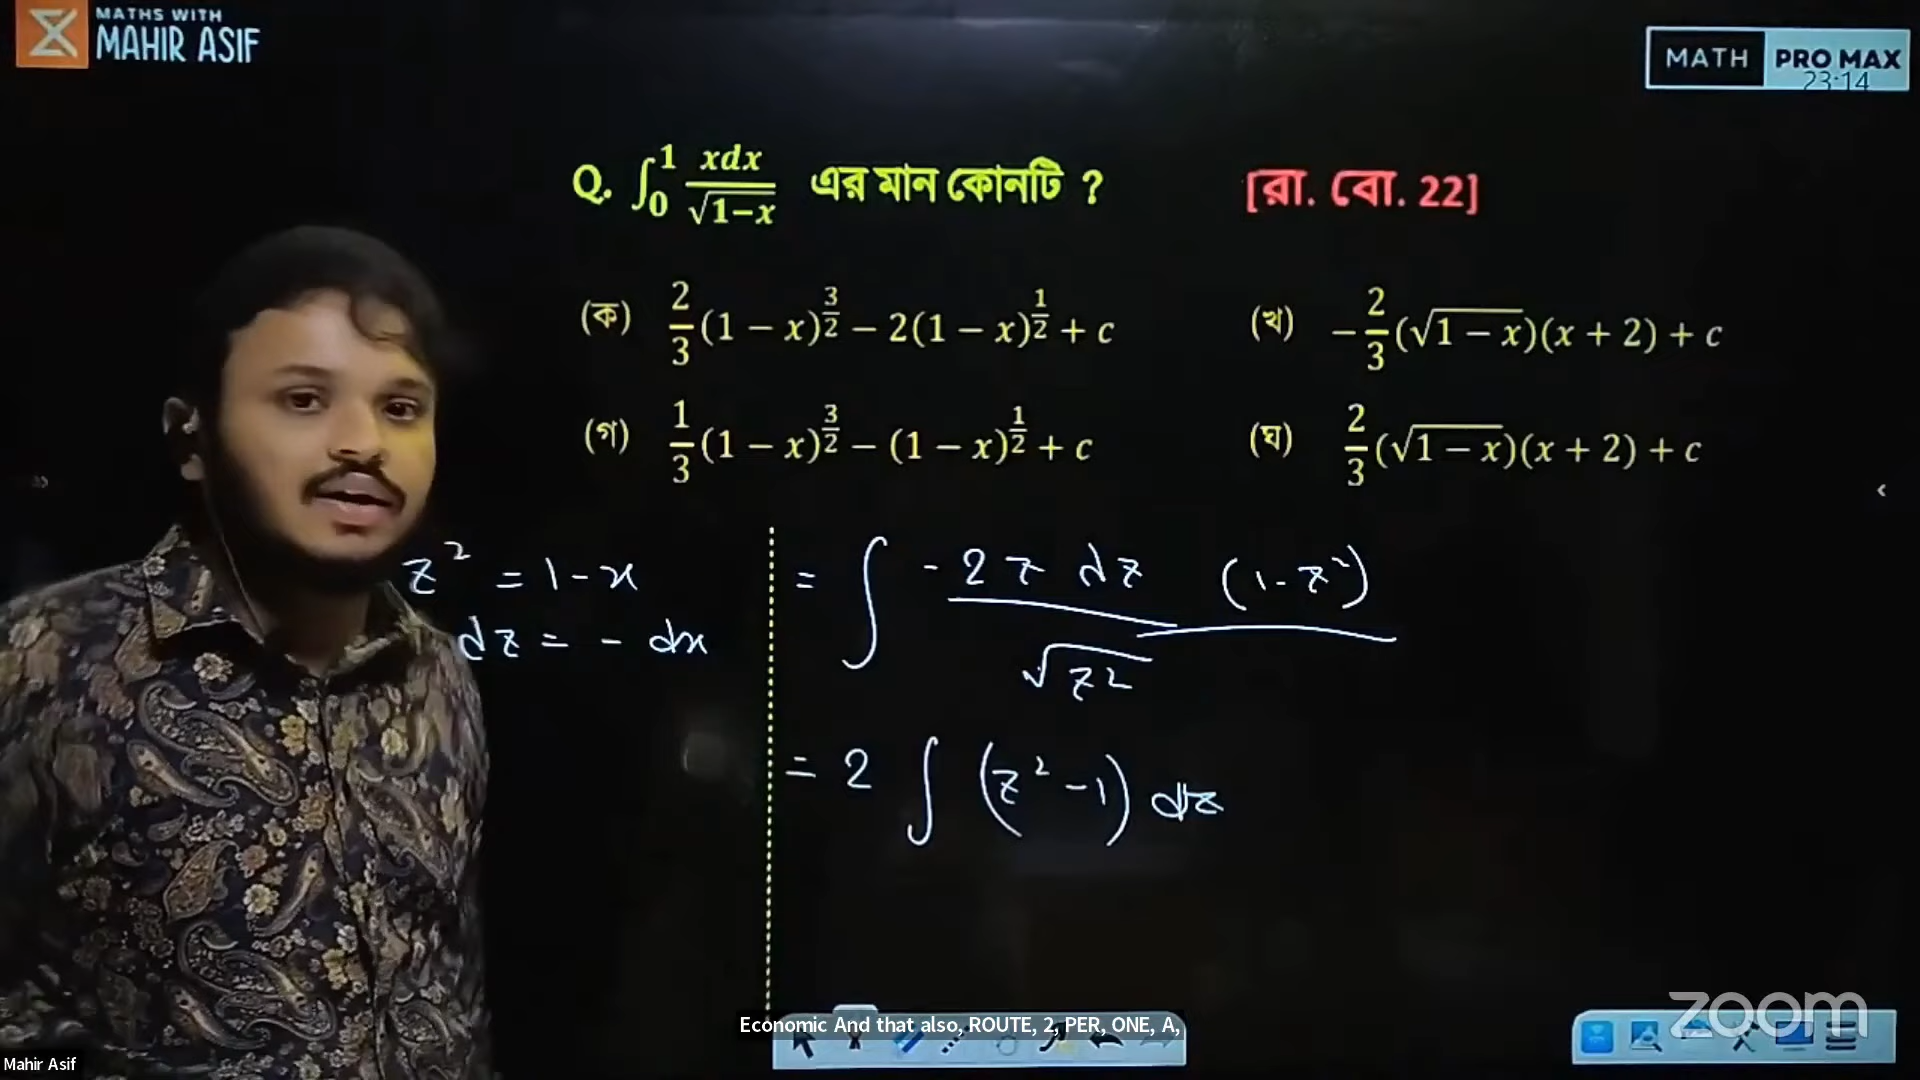 MATHS WITH
MAHIR ASIF
MATH PRO MAX
23:14
Q. ∫₀¹ xdx/√(1−x) এর মান কোনটি ? [রা. বো. 22]
(ক) 2/3(1 − x)^(3/2) − 2(1 − x)^(1/2) + c (খ) −2/3(√(1 − x))(x + 2) + c
(গ) 1/3(1 − x)^(3/2) − (1 − x)^(1/2) + c (ঘ) 2/3(√(1 − x))(x + 2) + c
z² = 1 - x
dz = - dx
= ∫ -2z dz (1-z²) / √z²
= 2 ∫ (z² - 1) dz
Economic And that also, ROUTE, 2, PER, ONE, A,
zoom
Mahir Asif